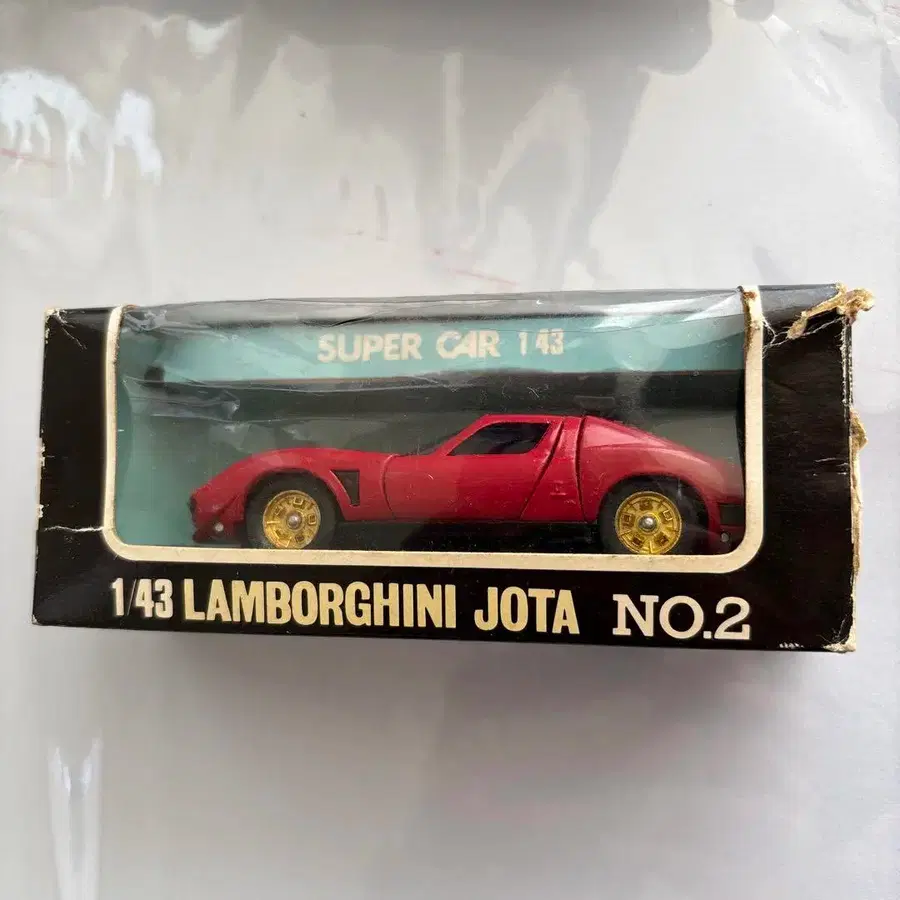 SUPER CAR 1 43
1/43 LAMBORGHINI JOTA NO.2